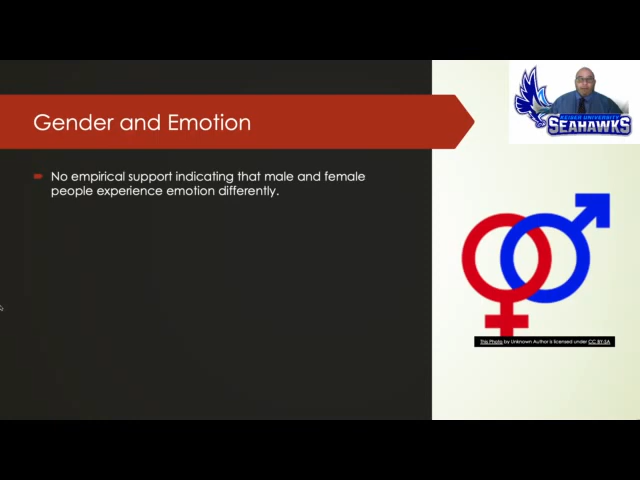 KEISER UNIVERSITY
SEAHAWKS
Gender and Emotion
No empirical support indicating that male and female
people experience emotion differently.
This Photo by Unknown Author is licensed under CC BY-SA